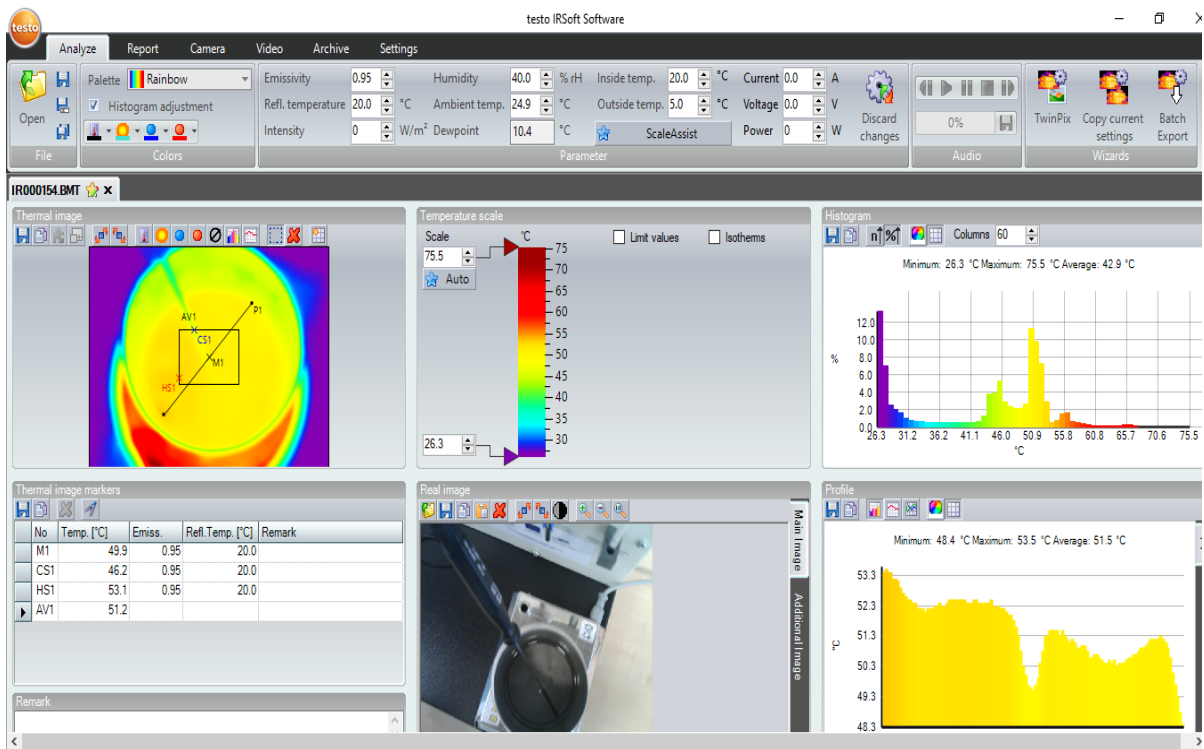 testo IRSoft Software
testo
Analyze Report Camera Video Archive Settings
Open
File
Palette Rainbow
Histogram adjustment
Colors
Emissivity 0.95 Humidity 40.0 % rH Inside temp. 20.0 °C Current 0.0 A
Refl. temperature 20.0 °C Ambient temp. 24.9 °C Outside temp. 5.0 °C Voltage 0.0 V
Intensity 0 W/m² Dewpoint 10.4 °C ScaleAssist Power 0 W
Discard changes
Parameter
0%
Audio
TwinPix
Copy current settings
Batch Export
Wizards
IR000154.BMT
Thermal image
AV1
P1
CS1
M1
HS1
Temperature scale
Scale °C
75.5
Auto
26.3
75
70
65
60
55
50
45
40
35
30
Limit values Isotherms
Histogram
n %
Columns 60
Minimum: 26.3 °C Maximum: 75.5 °C Average: 42.9 °C
12.0
10.0
8.0
%
6.0
4.0
2.0
0.0
26.3 31.2 36.2 41.1 46.0 50.9 55.8 60.8 65.7 70.6 75.5
°C
Thermal image markers
No Temp. [°C] Emiss. Refl.Temp. [°C] Remark
M1 49.9 0.95 20.0
CS1 46.2 0.95 20.0
HS1 53.1 0.95 20.0
AV1 51.2
Remark
Real image
Main Image
Additional Image
Profile
Minimum: 48.4 °C Maximum: 53.5 °C Average: 51.5 °C
53.3
52.3
51.3
°C
50.3
49.3
48.3